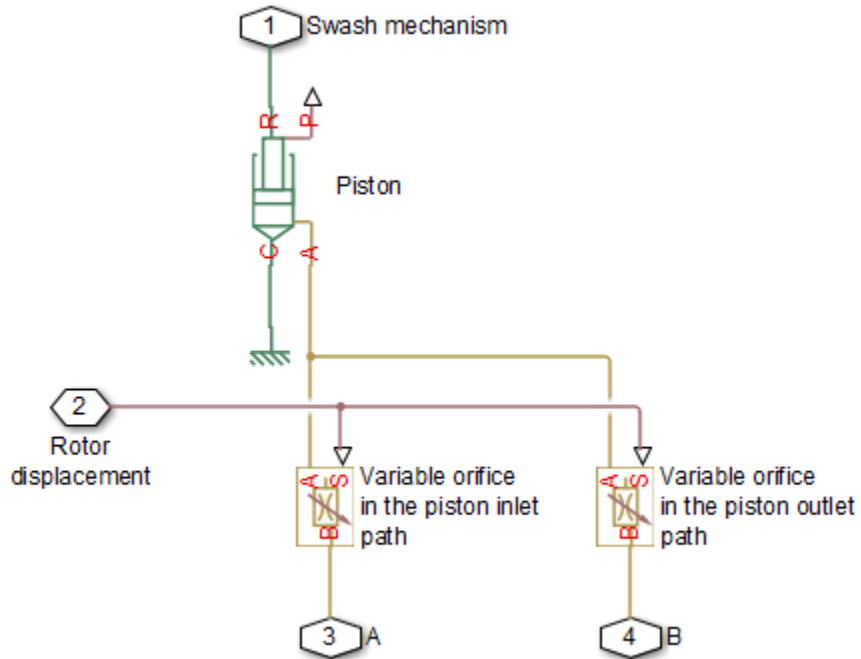 1 Swash mechanism
R P
Piston
C A
2
Rotor
displacement
A S Variable orifice
in the piston inlet
B path
A S Variable orifice
in the piston outlet
B path
3 A
4 B